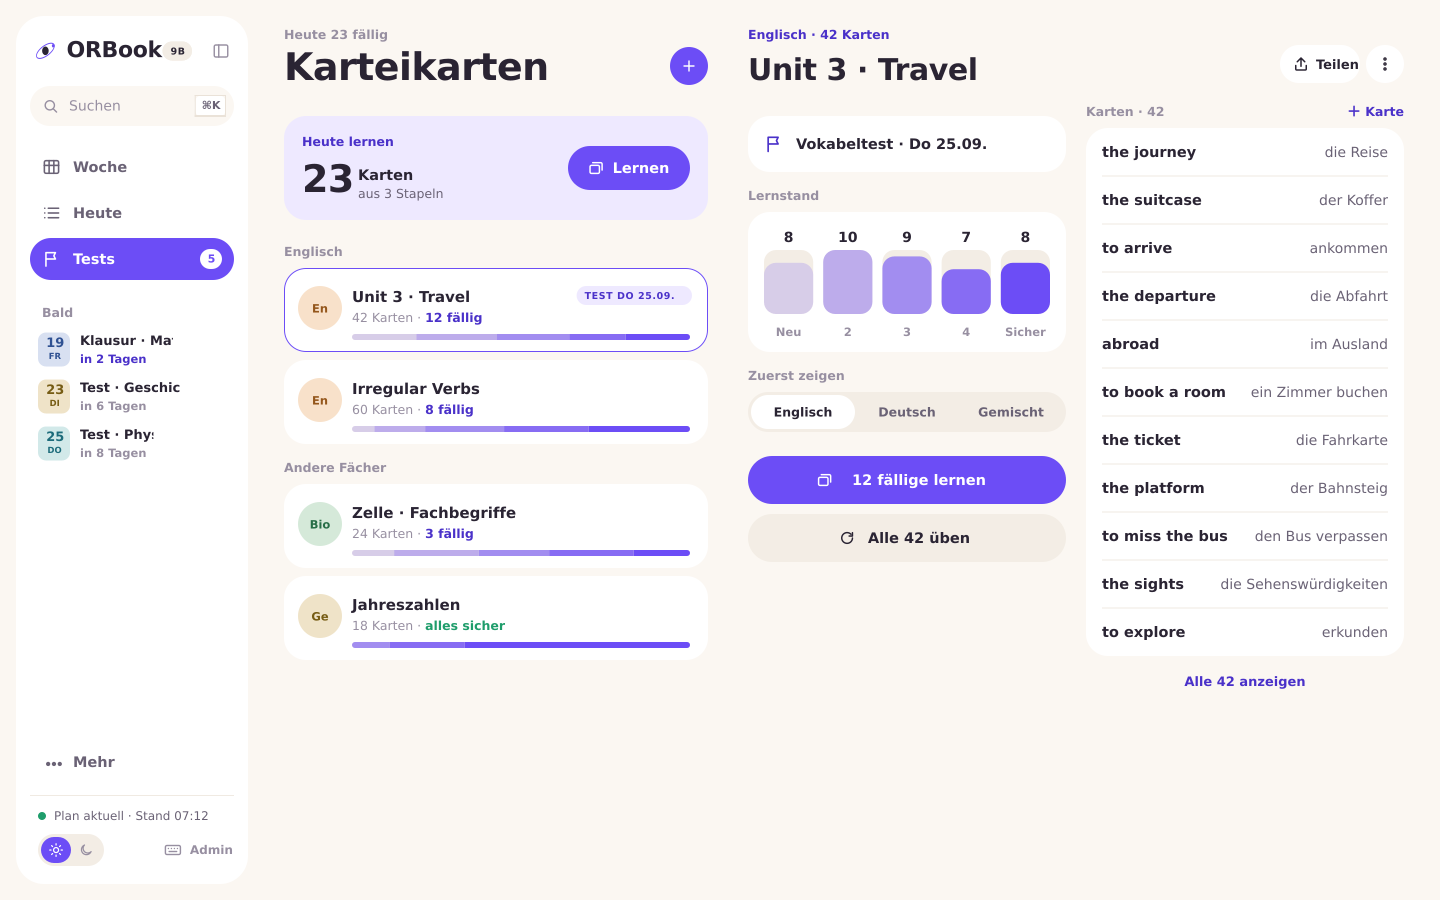 ORBook 9B
Suchen ⌘K
Woche
Heute
Tests 5
Bald
19 FR
Klausur · Ma
in 2 Tagen
23 DI
Test · Geschic
in 6 Tagen
25 DO
Test · Phys
in 8 Tagen
Mehr
Plan aktuell · Stand 07:12
Admin
Heute 23 fällig
Karteikarten
Heute lernen
23 Karten
aus 3 Stapeln
Lernen
Englisch
En
Unit 3 · Travel
TEST DO 25.09.
42 Karten · 12 fällig
En
Irregular Verbs
60 Karten · 8 fällig
Andere Fächer
Bio
Zelle · Fachbegriffe
24 Karten · 3 fällig
Ge
Jahreszahlen
18 Karten · alles sicher
Englisch · 42 Karten
Unit 3 · Travel
Teilen
Vokabeltest · Do 25.09.
Lernstand
8 10 9 7 8
Neu 2 3 4 Sicher
Zuerst zeigen
Englisch Deutsch Gemischt
12 fällige lernen
Alle 42 üben
Karten · 42
+ Karte
the journey die Reise
the suitcase der Koffer
to arrive ankommen
the departure die Abfahrt
abroad im Ausland
to book a room ein Zimmer buchen
the ticket die Fahrkarte
the platform der Bahnsteig
to miss the bus den Bus verpassen
the sights die Sehenswürdigkeiten
to explore erkunden
Alle 42 anzeigen